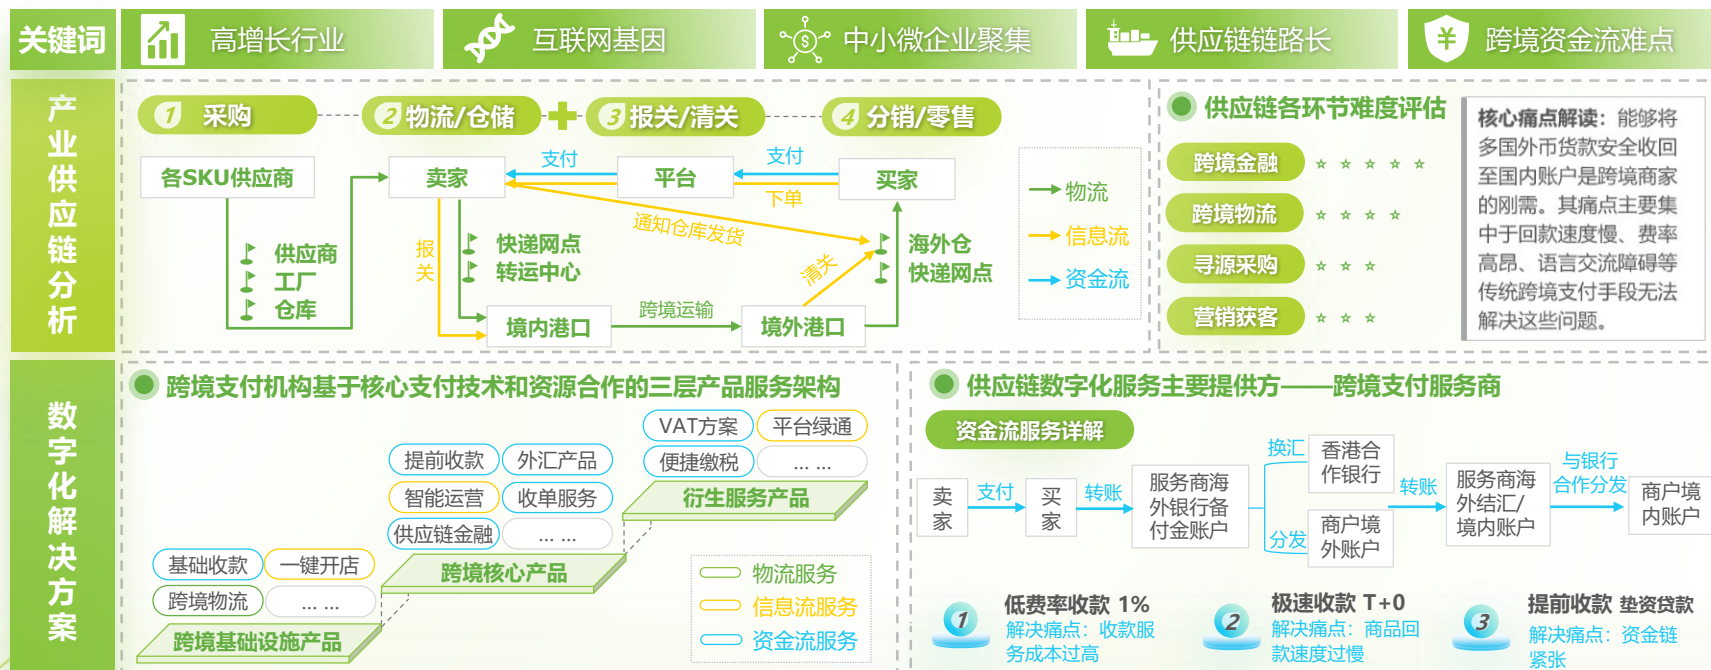 关键词
高增长行业
互联网基因
中小微企业聚集
供应链链路长
跨境资金流难点
产业供应链分析
1 采购
2 物流/仓储
3 报关/清关
4 分销/零售
各SKU供应商
卖家
支付
平台
支付
买家
下单
通知仓库发货
报关
供应商
工厂
仓库
快递网点
转运中心
清关
海外仓
快递网点
境内港口
跨境运输
境外港口
物流
信息流
资金流
供应链各环节难度评估
跨境金融
跨境物流
寻源采购
营销获客
核心痛点解读：能够将
多国外币货款安全收回
至国内账户是跨境商家
的刚需。其痛点主要集
中于回款速度慢、费率
高昂、语言交流障碍等
传统跨境支付手段无法
解决这些问题。
数字化解决方案
跨境支付机构基于核心支付技术和资源合作的三层产品服务架构
VAT方案
平台绿通
便捷缴税
... ...
衍生服务产品
提前收款
外汇产品
智能运营
收单服务
供应链金融
... ...
跨境核心产品
基础收款
一键开店
跨境物流
... ...
跨境基础设施产品
物流服务
信息流服务
资金流服务
供应链数字化服务主要提供方——跨境支付服务商
资金流服务详解
卖家
支付
买家
转账
服务商海
外银行备
付金账户
换汇
香港合
作银行
分发
商户境
外账户
转账
服务商海
外结汇/
境内账户
与银行
合作分发
商户境
内账户
1
低费率收款 1%
解决痛点：收款服
务成本过高
2
极速收款 T+0
解决痛点：商品回
款速度过慢
3
提前收款 垫资贷款
解决痛点：资金链
紧张